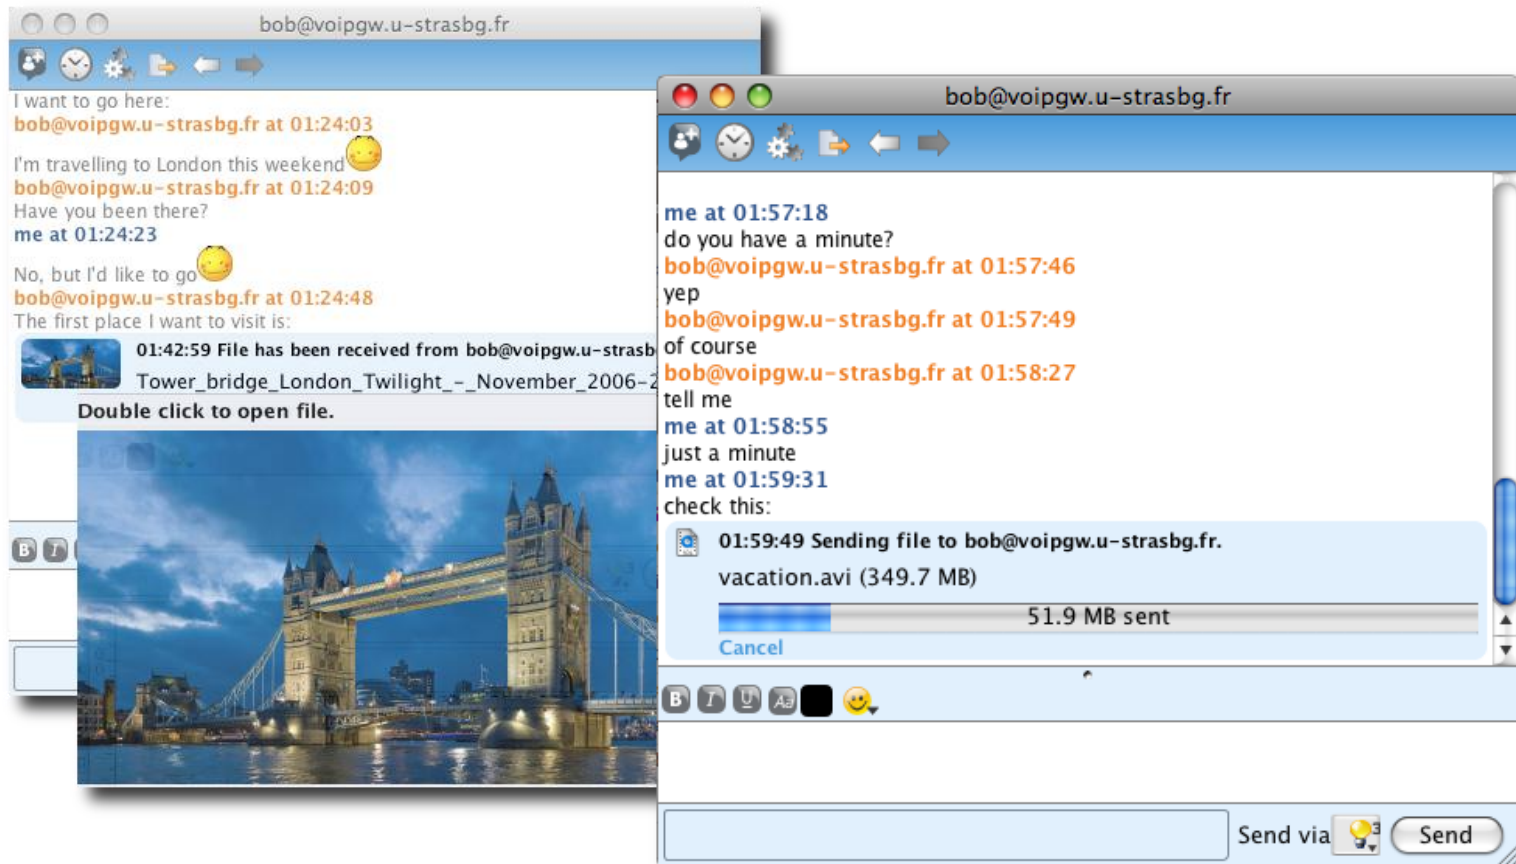 bob@voipgw.u-strasbg.fr
I want to go here:
bob@voipgw.u-strasbg.fr at 01:24:03
I'm travelling to London this weekend
bob@voipgw.u-strasbg.fr at 01:24:09
Have you been there?
me at 01:24:23
No, but I'd like to go
bob@voipgw.u-strasbg.fr at 01:24:48
The first place I want to visit is:
01:42:59 File has been received from bob@voipgw.u-strasb
Tower_bridge_London_Twilight_-_November_2006-2
Double click to open file.
B I
bob@voipgw.u-strasbg.fr
me at 01:57:18
do you have a minute?
bob@voipgw.u-strasbg.fr at 01:57:46
yep
bob@voipgw.u-strasbg.fr at 01:57:49
of course
bob@voipgw.u-strasbg.fr at 01:58:27
tell me
me at 01:58:55
just a minute
me at 01:59:31
check this:
01:59:49 Sending file to bob@voipgw.u-strasbg.fr.
vacation.avi (349.7 MB)
51.9 MB sent
Cancel
B I U Aa
Send via 3 Send